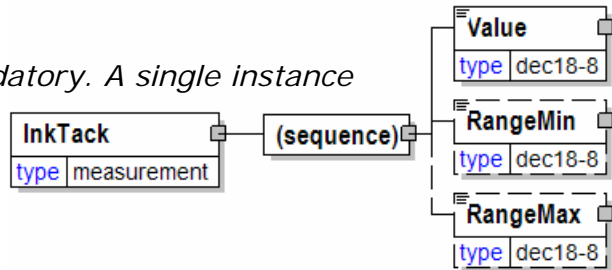 Value
type dec18-8
datory. A single instance
InkTack
type measurement
(sequence)
RangeMin
type dec18-8
RangeMax
type dec18-8